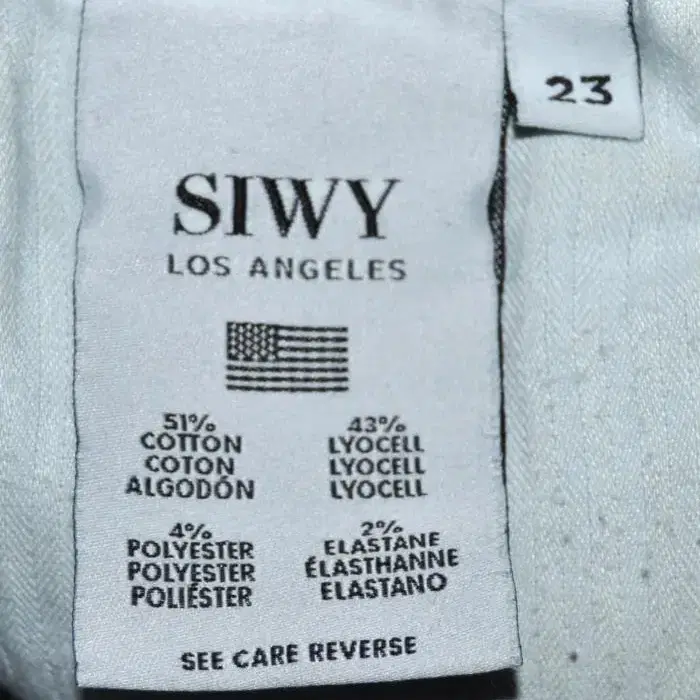 23
SIWY
LOS ANGELES
51%
COTTON
COTON
ALGODÓN
43%
LYOCELL
LYOCELL
LYOCELL
4%
POLYESTER
POLYESTER
POLIÉSTER
2%
ELASTANE
ÉLASTHANNE
ELASTANO
SEE CARE REVERSE